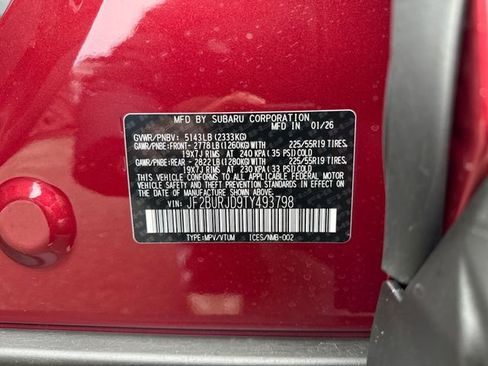 MFD. BY SUBARU CORPORATION
MFD. IN 01/26
GVWR/PNBV: 5143LB (2333KG)
GAWR/PNBE:FRONT- 2778LB (1260KG) WITH 225/55R19 TIRES
19X7J RIMS AT 240 KPA (35 PSI) COLD
GAWR/PNBE:REAR - 2822LB (1280KG) WITH 225/55R19 TIRES
19X7J RIMS AT 230 KPA (33 PSI) COLD
THIS VEHICLE CONFORMS TO ALL APPLICABLE FEDERAL MOTOR
VEHICLE SAFETY STANDARDS IN EFFECT ON THE DATE OF
MANUFACTURE SHOWN ABOVE.
VIN: JF2BURJD9TY493798
TYPE:MPV/VTUM ICES/NMB-002